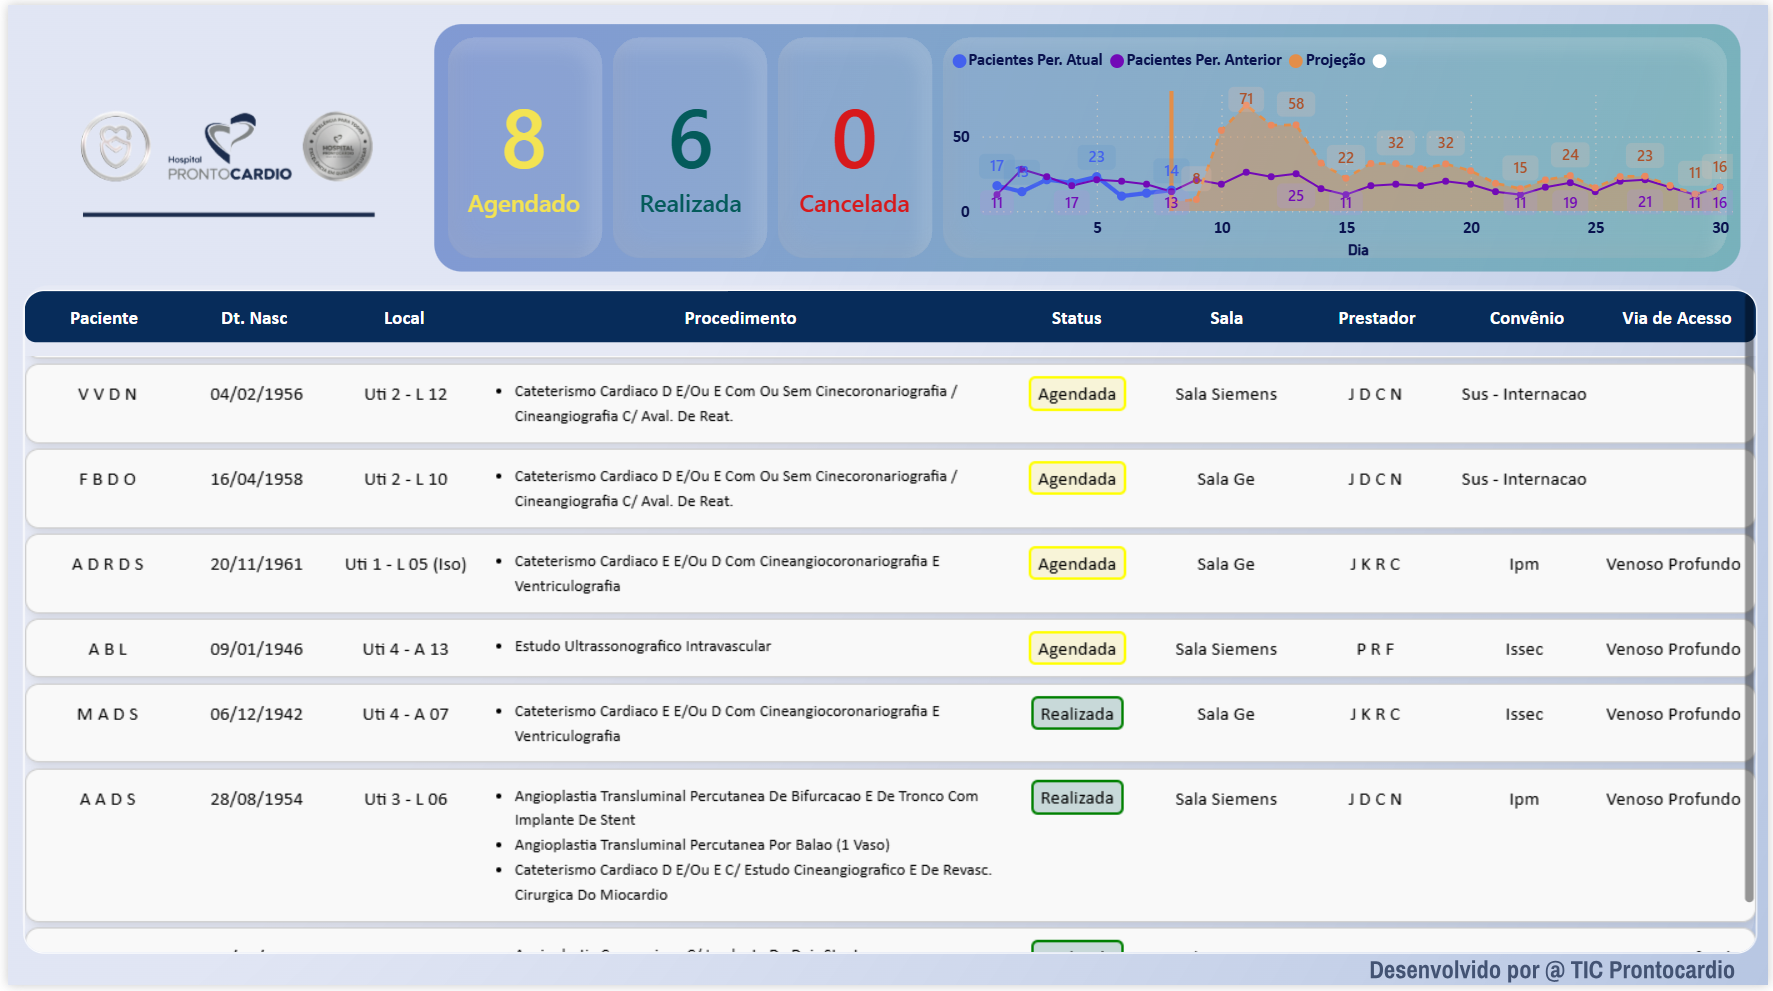 Hospital
PRONTOCARDIO
HOSPITAL
8
Agendado
6
Realizada
0
Cancelada
Pacientes Per. Atual Pacientes Per. Anterior Projeção
50
0
17
23
14
8
71
58
22
32
32
15
24
23
11
16
11
17
13
25
11
11
19
21
11
16
5
10
15
20
25
30
Dia
Paciente Dt. Nasc Local Procedimento Status Sala Prestador Convênio Via de Acesso
V V D N 04/02/1956 Uti 2 - L 12 • Cateterismo Cardiaco D E/Ou E Com Ou Sem Cinecoronariografia / Agendada Sala Siemens J D C N Sus - Internacao
Cineangiografia C/ Aval. De Reat.
F B D O 16/04/1958 Uti 2 - L 10 • Cateterismo Cardiaco D E/Ou E Com Ou Sem Cinecoronariografia / Agendada Sala Ge J D C N Sus - Internacao
Cineangiografia C/ Aval. De Reat.
A D R D S 20/11/1961 Uti 1 - L 05 (Iso) • Cateterismo Cardiaco E E/Ou D Com Cineangiocoronariografia E Agendada Sala Ge J K R C Ipm Venoso Profundo
Ventriculografia
A B L 09/01/1946 Uti 4 - A 13 • Estudo Ultrassonografico Intravascular Agendada Sala Siemens P R F Issec Venoso Profundo
M A D S 06/12/1942 Uti 4 - A 07 • Cateterismo Cardiaco E E/Ou D Com Cineangiocoronariografia E Realizada Sala Ge J K R C Issec Venoso Profundo
Ventriculografia
A A D S 28/08/1954 Uti 3 - L 06 • Angioplastia Transluminal Percutanea De Bifurcacao E De Tronco Com Realizada Sala Siemens J D C N Ipm Venoso Profundo
Implante De Stent
• Angioplastia Transluminal Percutanea Por Balao (1 Vaso)
• Cateterismo Cardiaco D E/Ou E C/ Estudo Cineangiografico E De Revasc.
Cirurgica Do Miocardio
Desenvolvido por @ TIC Prontocardio